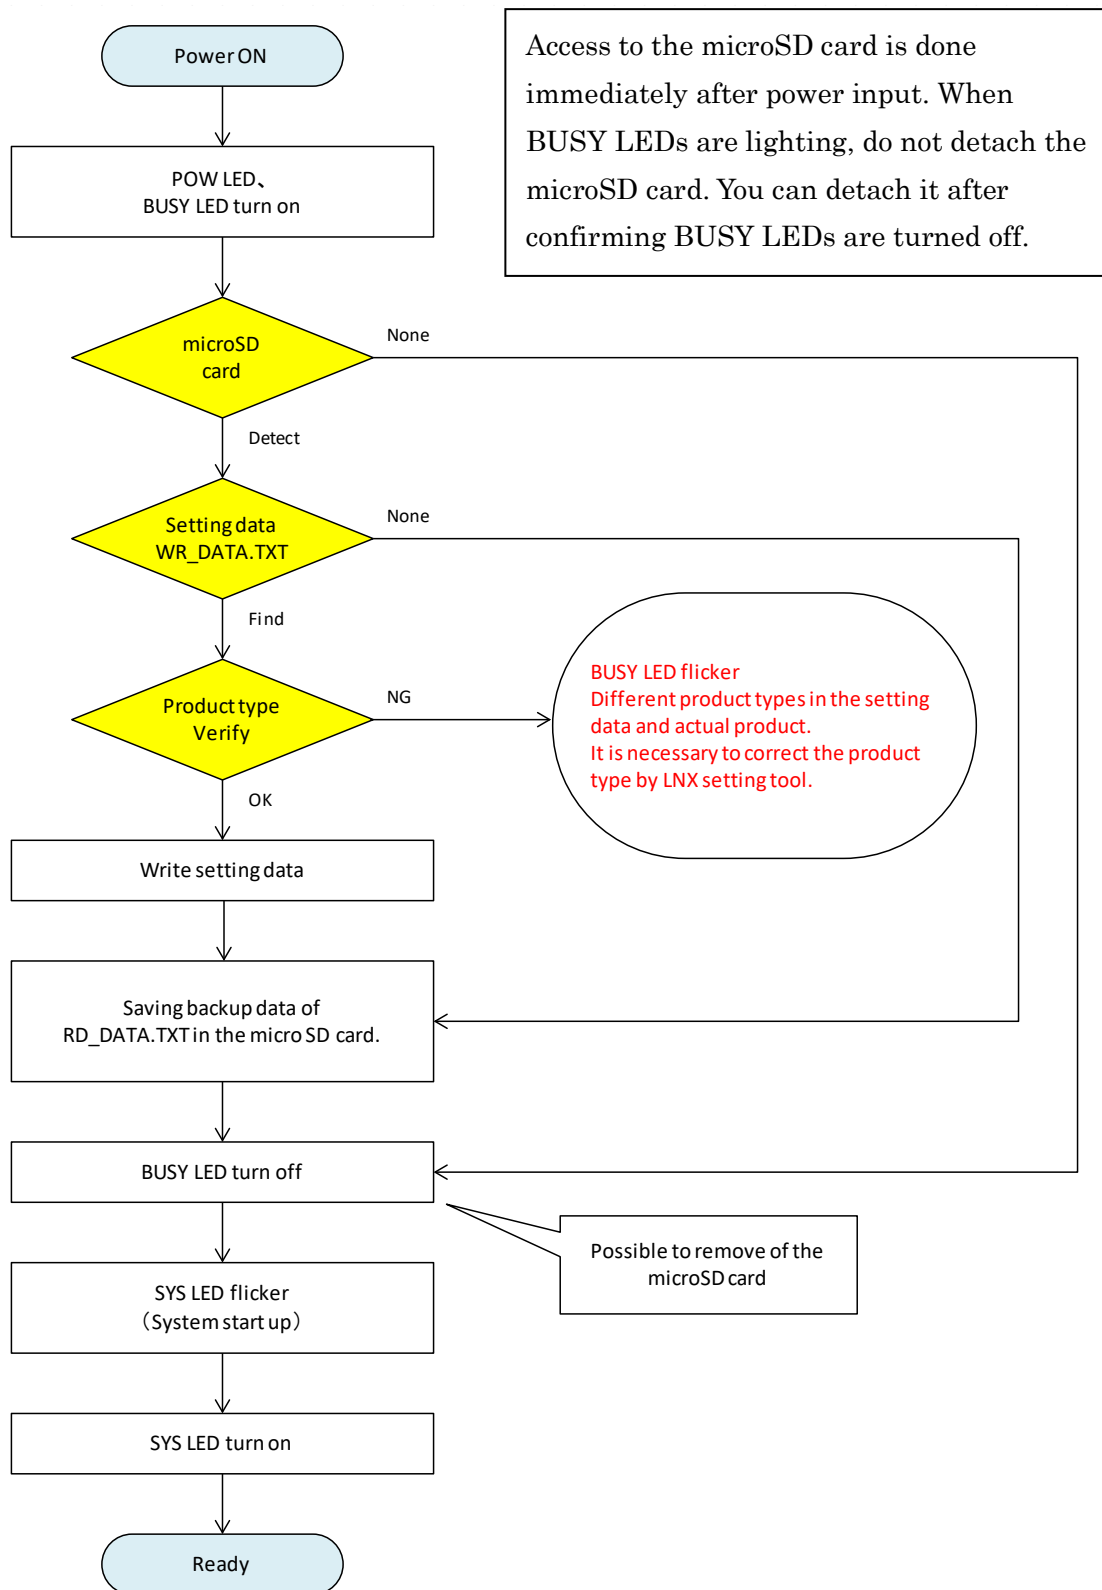 Power ON
Access to the microSD card is done
immediately after power input. When
BUSY LEDs are lighting, do not detach the
microSD card. You can detach it after
confirming BUSY LEDs are turned off.
POW LED、
BUSY LED turn on
microSD
card
None
Detect
Setting data
WR_DATA.TXT
None
Find
Product type
Verify
NG
BUSY LED flicker
Different product types in the setting
data and actual product.
It is necessary to correct the product
type by LNX setting tool.
OK
Write setting data
Saving backup data of
RD_DATA.TXT in the micro SD card.
BUSY LED turn off
Possible to remove of the
microSD card
SYS LED flicker
（System start up）
SYS LED turn on
Ready